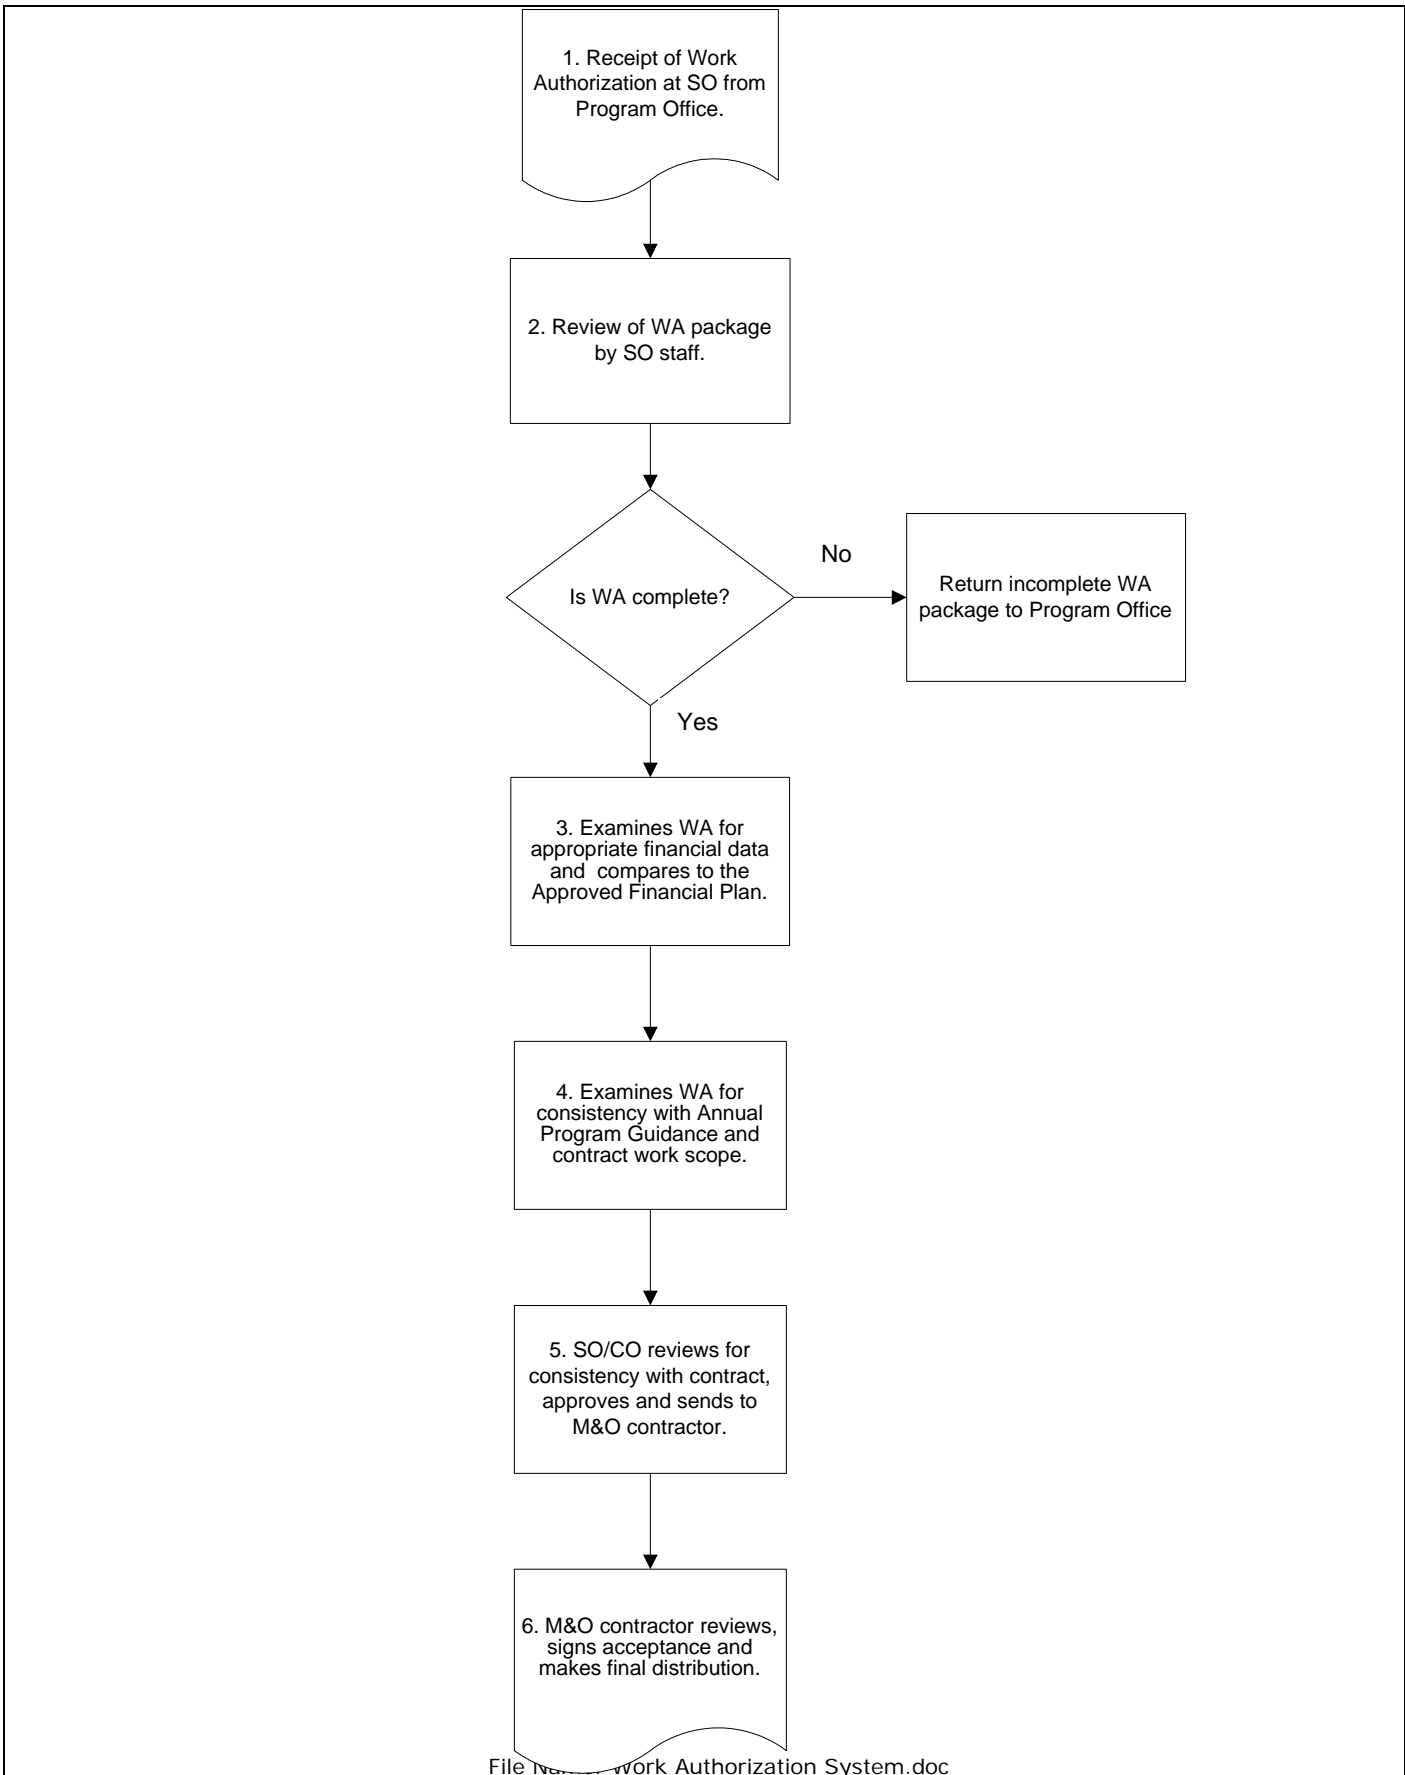 1. Receipt of Work
Authorization at SO from
Program Office.
2. Review of WA package
by SO staff.
Is WA complete?
No
Return incomplete WA
package to Program Office
Yes
3. Examines WA for
appropriate financial data
and  compares to the
Approved Financial Plan.
4. Examines WA for
consistency with Annual
Program Guidance and
contract work scope.
5. SO/CO reviews for
consistency with contract,
approves and sends to
M&O contractor.
6. M&O contractor reviews,
signs acceptance and
makes final distribution.
File Work Authorization System.doc